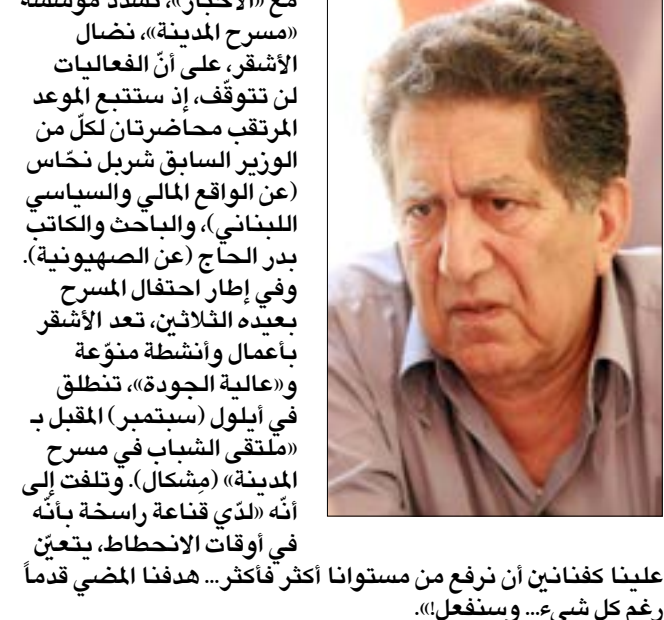 مع «الأخبار»، تشدد مؤسِّسة
«مسرح المدينة»، نضال
الأشقر، على أنّ الفعاليات
لن تتوقّف، إذ ستتبع الموعد
المرتقب محاضرتان لكلّ من
الوزير السابق شربل نحّاس
(عن الواقع المالي والسياسي
اللبناني)، والباحث والكاتب
بدر الحاج (عن الصهيونية).
وفي إطار احتفال المسرح
بعيده الثلاثين، تعد الأشقر
بأعمال وأنشطة منوّعة
و«عالية الجودة»، تنطلق
في أيلول (سبتمبر) المقبل بـ
«ملتقى الشباب في مسرح
المدينة» (مِشكال). وتلفت إلى
أنّه «لدّي قناعة راسخة بأنّه
في أوقات الانحطاط، يتعيّن
علينا كفنانين أن نرفع من مستوانا أكثر فأكثر... هدفنا المضي قدماً
رغم كل شيء... وسنفعل!».